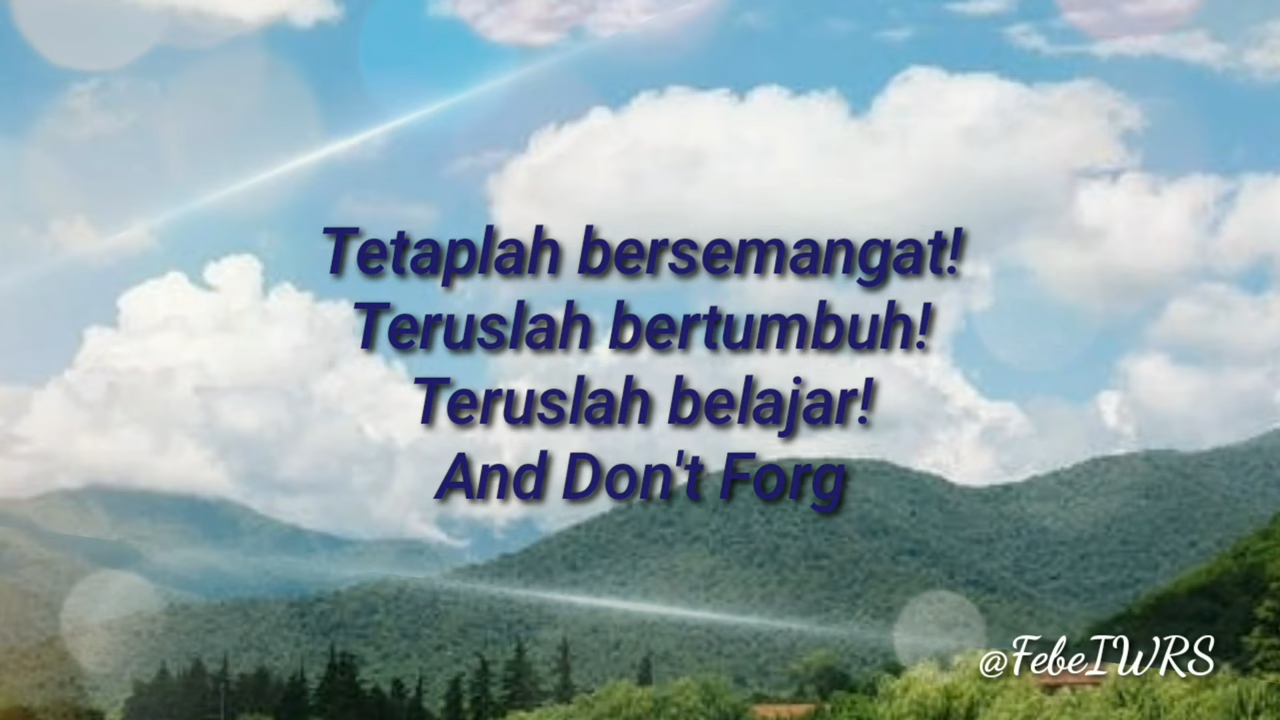 Tetaplah bersemangat!
Teruslah bertumbuh!
Teruslah belajar!
And Don't Forg
@FebeIWRS